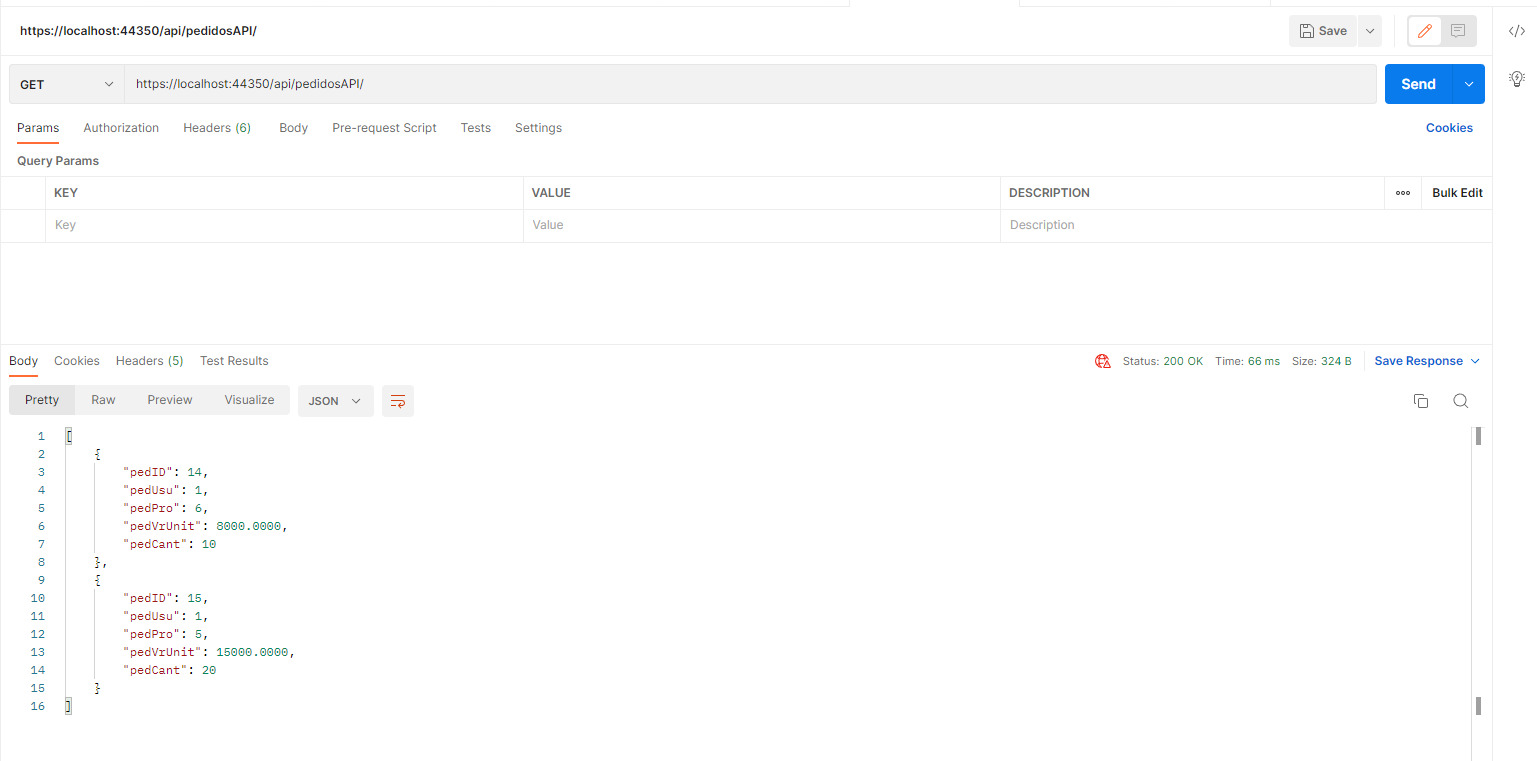 https://localhost:44350/api/pedidosAPI/
Save
GET
https://localhost:44350/api/pedidosAPI/
Send
Params Authorization Headers (6) Body Pre-request Script Tests Settings Cookies
Query Params
KEY VALUE DESCRIPTION Bulk Edit
Key Value Description
Body Cookies Headers (5) Test Results Status: 200 OK Time: 66 ms Size: 324 B Save Response
Pretty Raw Preview Visualize JSON
1 [
2 {
3 "pedID": 14,
4 "pedUsu": 1,
5 "pedPro": 6,
6 "pedVrUnit": 8000.0000,
7 "pedCant": 10
8 },
9 {
10 "pedID": 15,
11 "pedUsu": 1,
12 "pedPro": 5,
13 "pedVrUnit": 15000.0000,
14 "pedCant": 20
15 }
16 ]